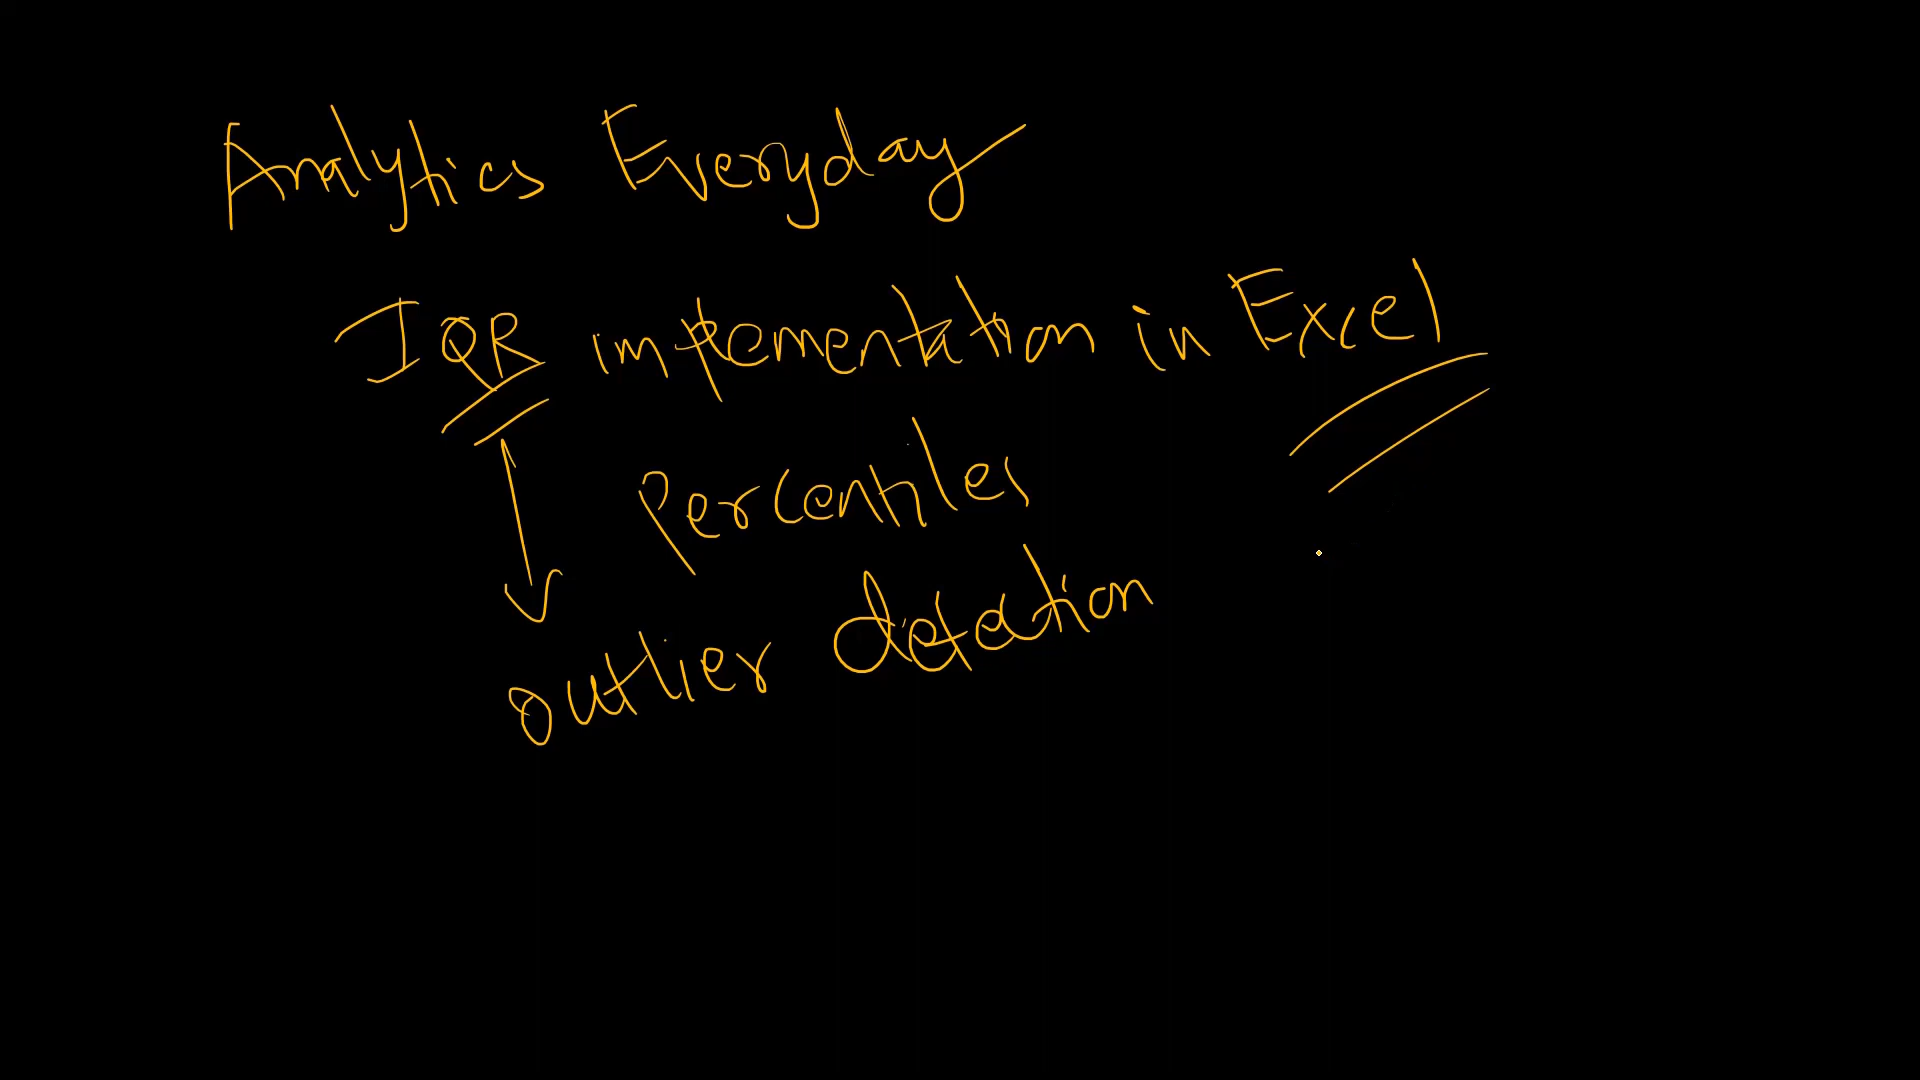 Analytics Everyday
IQR implementation in Excel
Percentiles
outlier detection